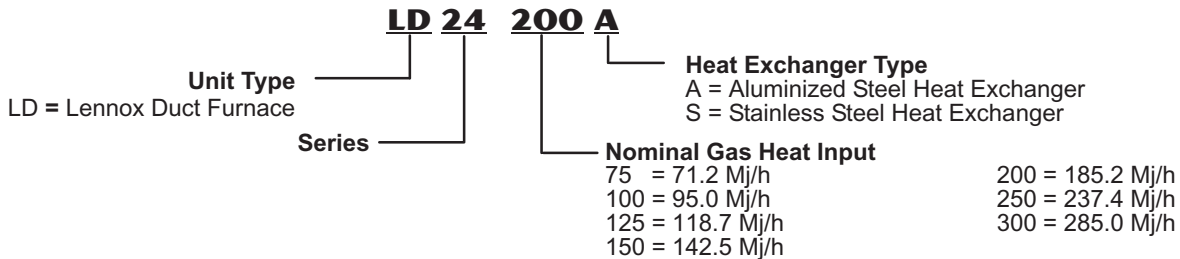 LD 24 200 A
Unit Type
LD = Lennox Duct Furnace
Series
Heat Exchanger Type
A = Aluminized Steel Heat Exchanger
S = Stainless Steel Heat Exchanger
Nominal Gas Heat Input
75 = 71.2 Mj/h
100 = 95.0 Mj/h
125 = 118.7 Mj/h
150 = 142.5 Mj/h
200 = 185.2 Mj/h
250 = 237.4 Mj/h
300 = 285.0 Mj/h